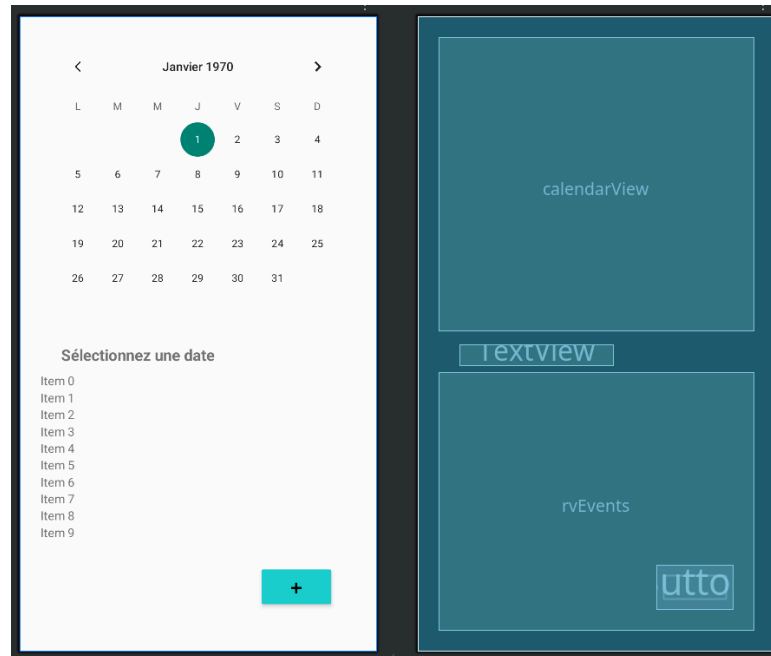 Janvier 1970
L M M J V S D
1 2 3 4
5 6 7 8 9 10 11
12 13 14 15 16 17 18
19 20 21 22 23 24 25
26 27 28 29 30 31
Sélectionnez une date
Item 0
Item 1
Item 2
Item 3
Item 4
Item 5
Item 6
Item 7
Item 8
Item 9
+
calendarView
TextView
rvEvents
utto